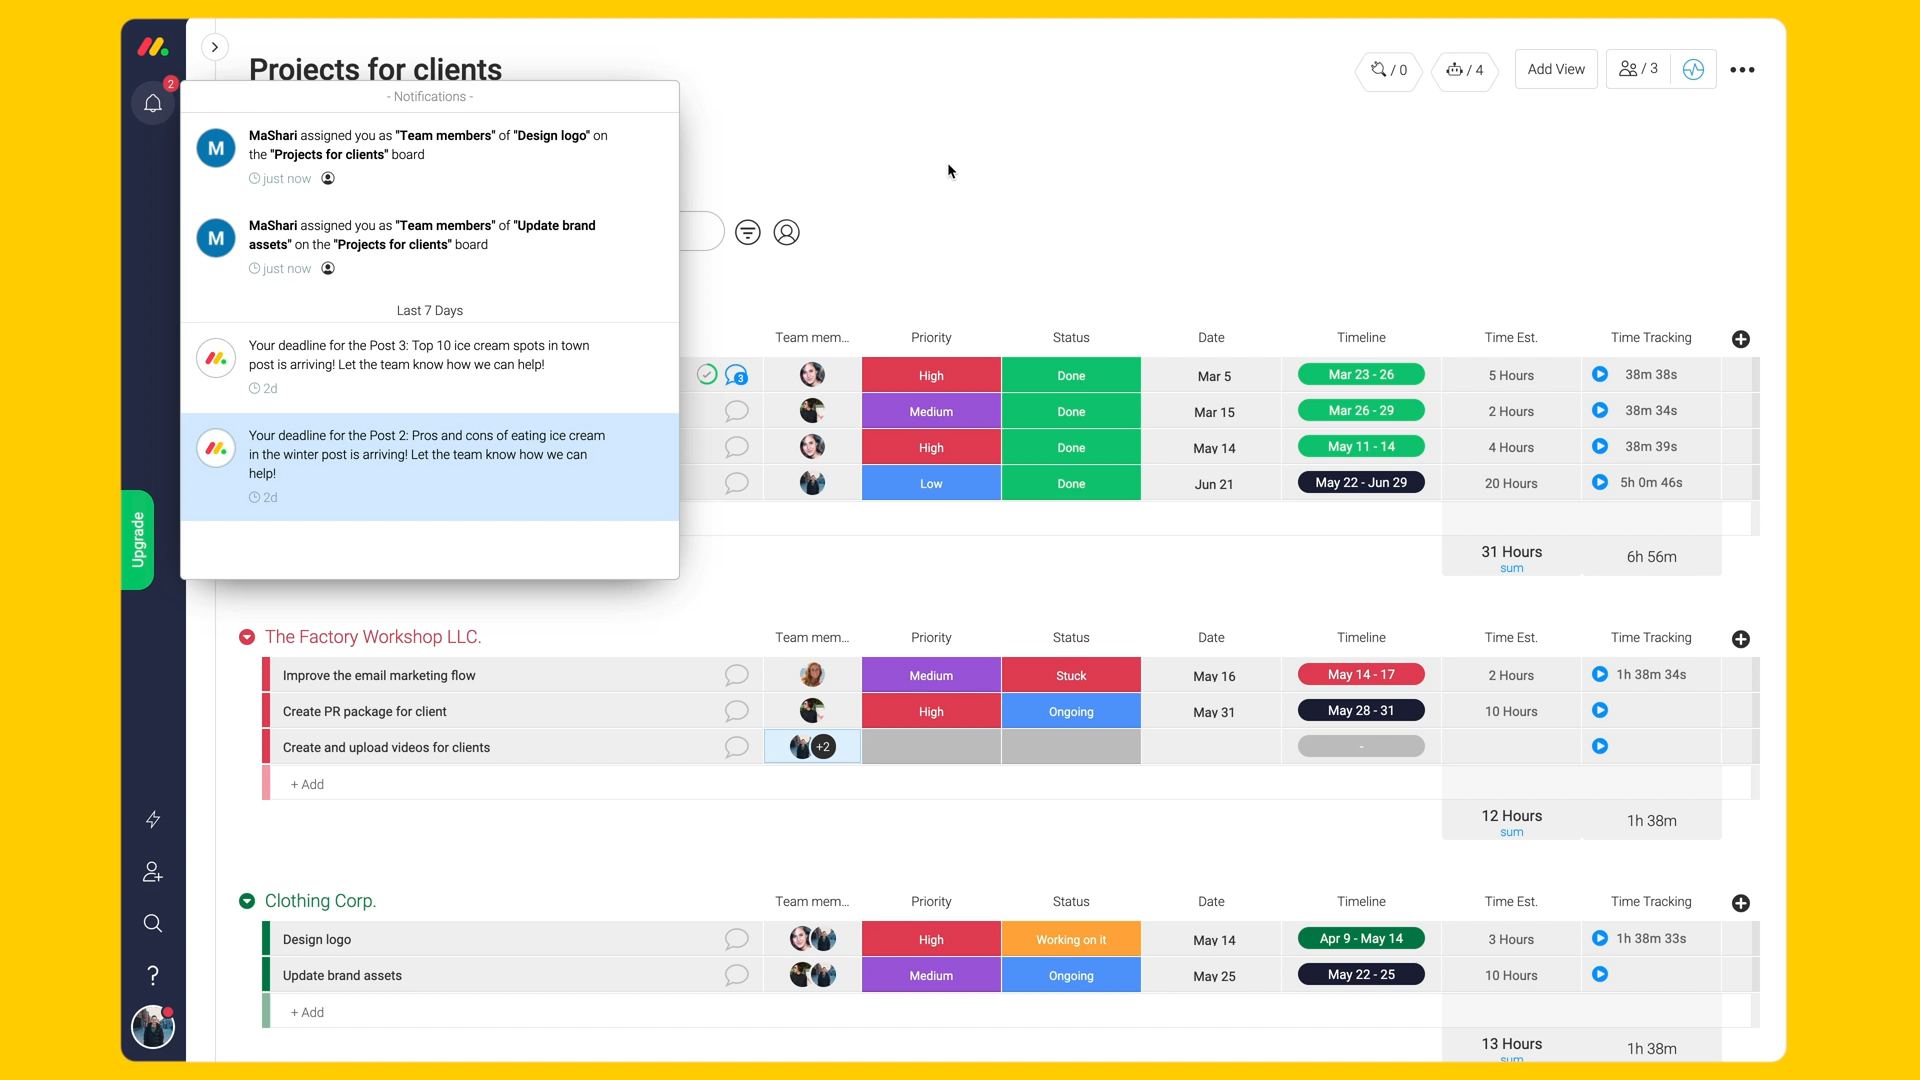 Projects for clients
/ 0
/ 4
Add View
/ 3
2
- Notifications -
M
MaShari assigned you as "Team members" of "Design logo" on
the "Projects for clients" board
just now
M
MaShari assigned you as "Team members" of "Update brand
assets" on the "Projects for clients" board
just now
Last 7 Days
Your deadline for the Post 3: Top 10 ice cream spots in town
post is arriving! Let the team know how we can help!
2d
Your deadline for the Post 2: Pros and cons of eating ice cream
in the winter post is arriving! Let the team know how we can
help!
2d
Upgrade
Team mem... Priority Status Date Timeline Time Est. Time Tracking
3 High Done Mar 5 Mar 23 - 26 5 Hours 38m 38s
Medium Done Mar 15 Mar 26 - 29 2 Hours 38m 34s
High Done May 14 May 11 - 14 4 Hours 38m 39s
Low Done Jun 21 May 22 - Jun 29 20 Hours 5h 0m 46s
31 Hours 6h 56m
sum
The Factory Workshop LLC. Team mem... Priority Status Date Timeline Time Est. Time Tracking
Improve the email marketing flow Medium Stuck May 16 May 14 - 17 2 Hours 1h 38m 34s
Create PR package for client High Ongoing May 31 May 28 - 31 10 Hours
Create and upload videos for clients +2 -
+ Add
12 Hours 1h 38m
sum
Clothing Corp. Team mem... Priority Status Date Timeline Time Est. Time Tracking
Design logo High Working on it May 14 Apr 9 - May 14 3 Hours 1h 38m 33s
Update brand assets Medium Ongoing May 25 May 22 - 25 10 Hours
+ Add
?
13 Hours 1h 38m
sum